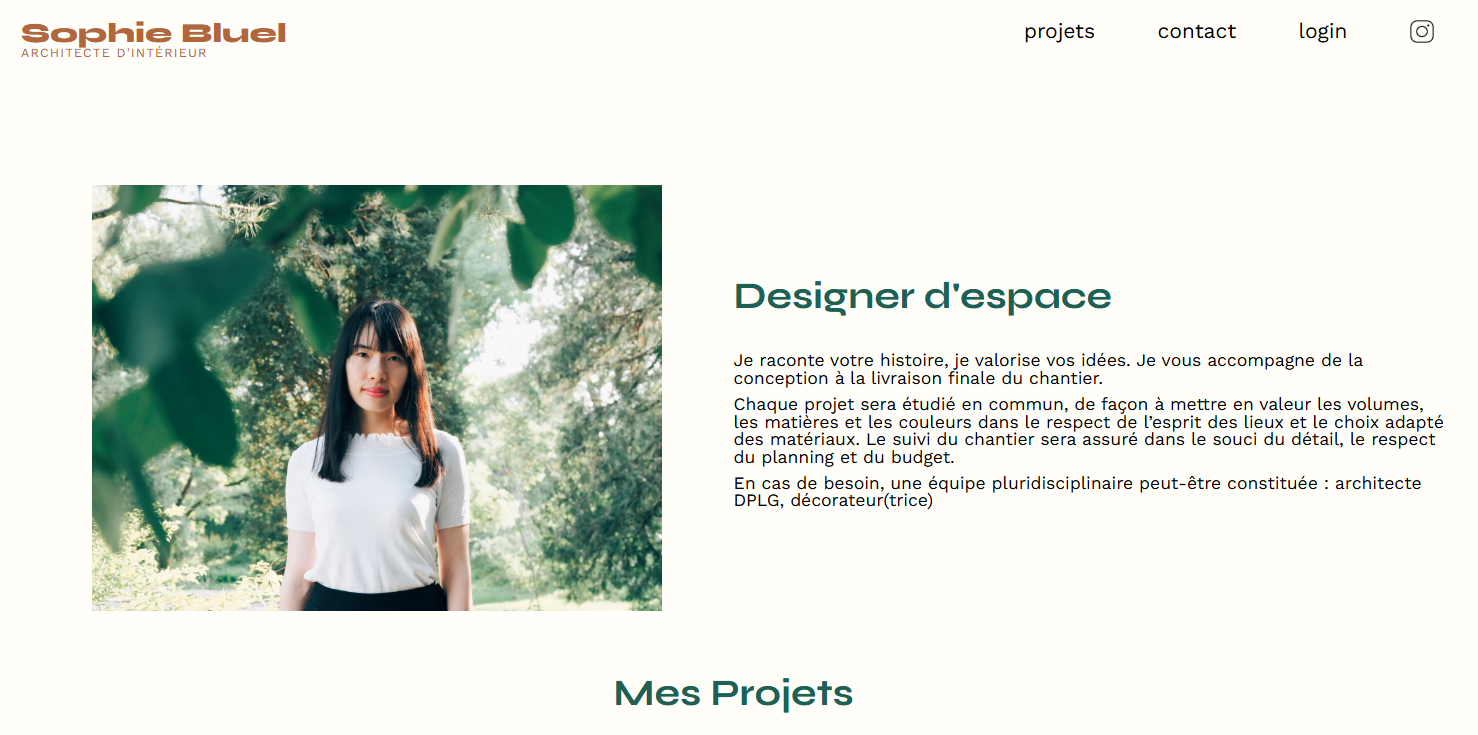 Sophie Bluel
ARCHITECTE D'INTÉRIEUR
projets
contact
login
Designer d'espace
Je raconte votre histoire, je valorise vos idées. Je vous accompagne de la
conception à la livraison finale du chantier.
Chaque projet sera étudié en commun, de façon à mettre en valeur les volumes,
les matières et les couleurs dans le respect de l’esprit des lieux et le choix adapté
des matériaux. Le suivi du chantier sera assuré dans le souci du détail, le respect
du planning et du budget.
En cas de besoin, une équipe pluridisciplinaire peut-être constituée : architecte
DPLG, décorateur(trice)
Mes Projets